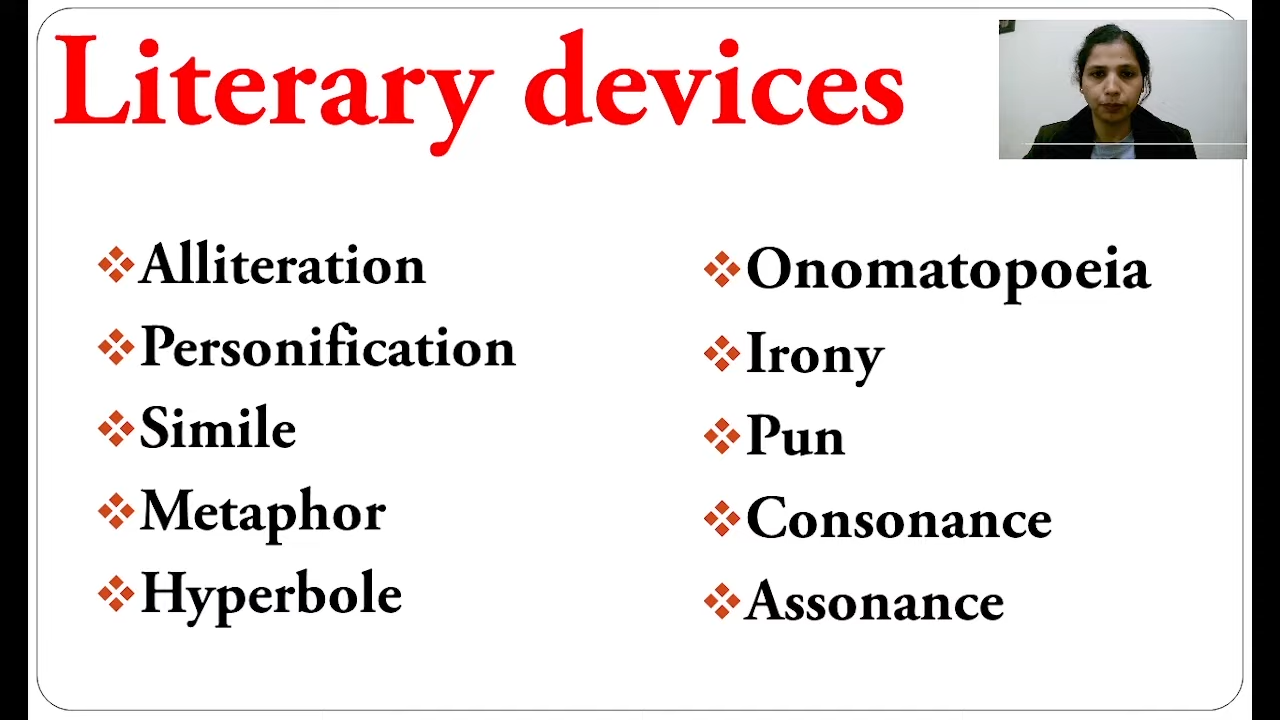 Literary devices
Alliteration
Personification
Simile
Metaphor
Hyperbole
Onomatopoeia
Irony
Pun
Consonance
Assonance